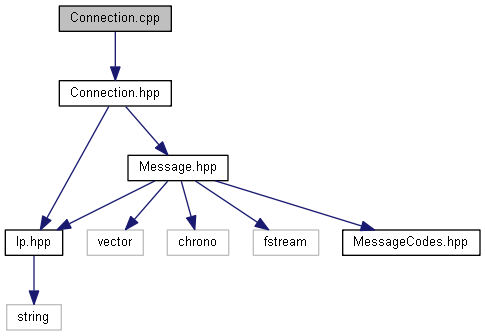 Connection.cpp
Connection.hpp
Message.hpp
Ip.hpp
vector
chrono
fstream
MessageCodes.hpp
string